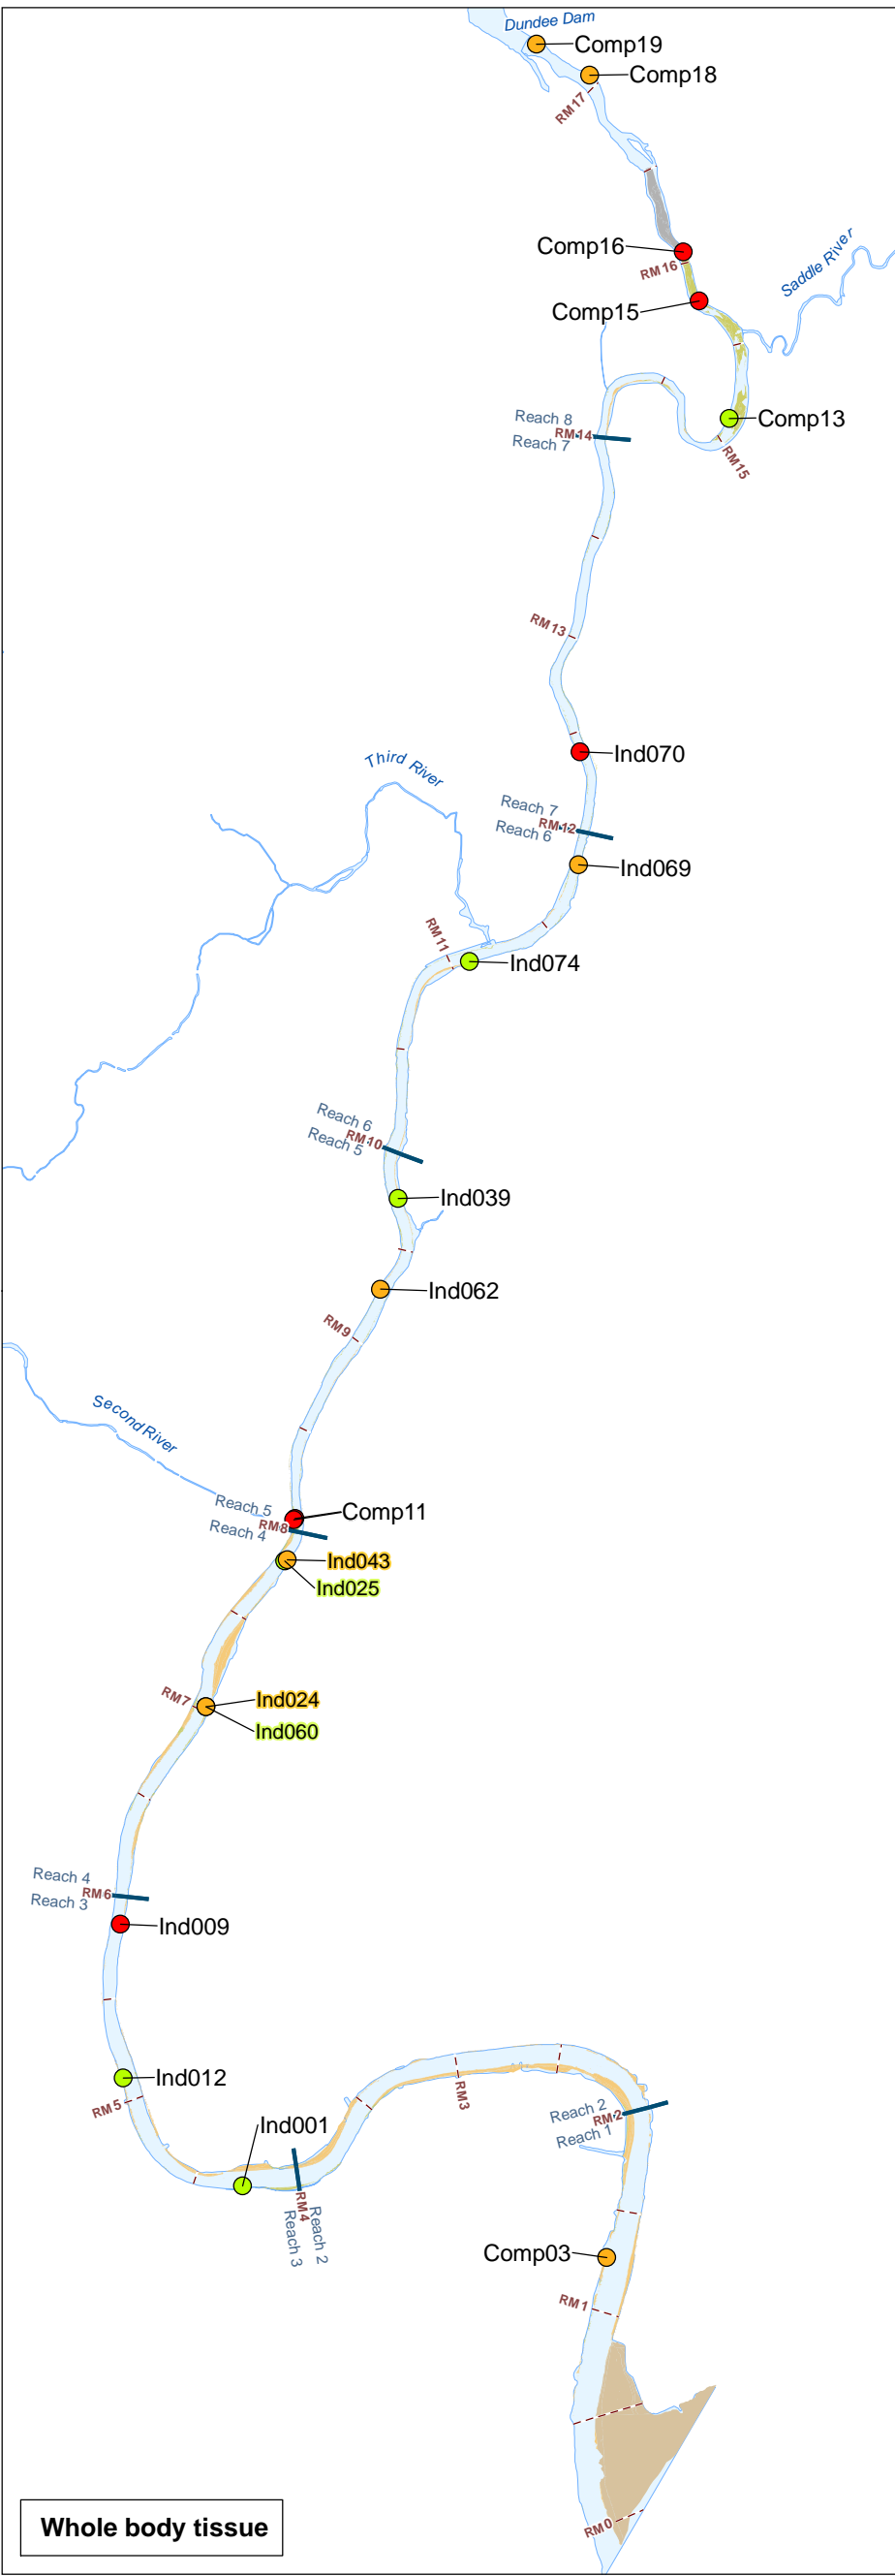 Dundee Dam
Comp19
Comp18
RM17
Comp16
RM16
Saddle River
Comp15
Reach 8
RM14
Reach 7
Comp13
RM15
RM13
Ind070
Third River
Reach 7
RM12
Reach 6
Ind069
RM11
Ind074
Reach 6
RM10
Reach 5
Ind039
Ind062
RM9
Second River
Reach 5
RM8
Reach 4
Comp11
Ind043
Ind025
RM7
Ind024
Ind060
Reach 4
RM6
Reach 3
Ind009
Ind012
RM5
RM3
Reach 2
RM2
Reach 1
Ind001
RM4
Reach 2
Reach 3
Comp03
RM1
RM0
Whole body tissue